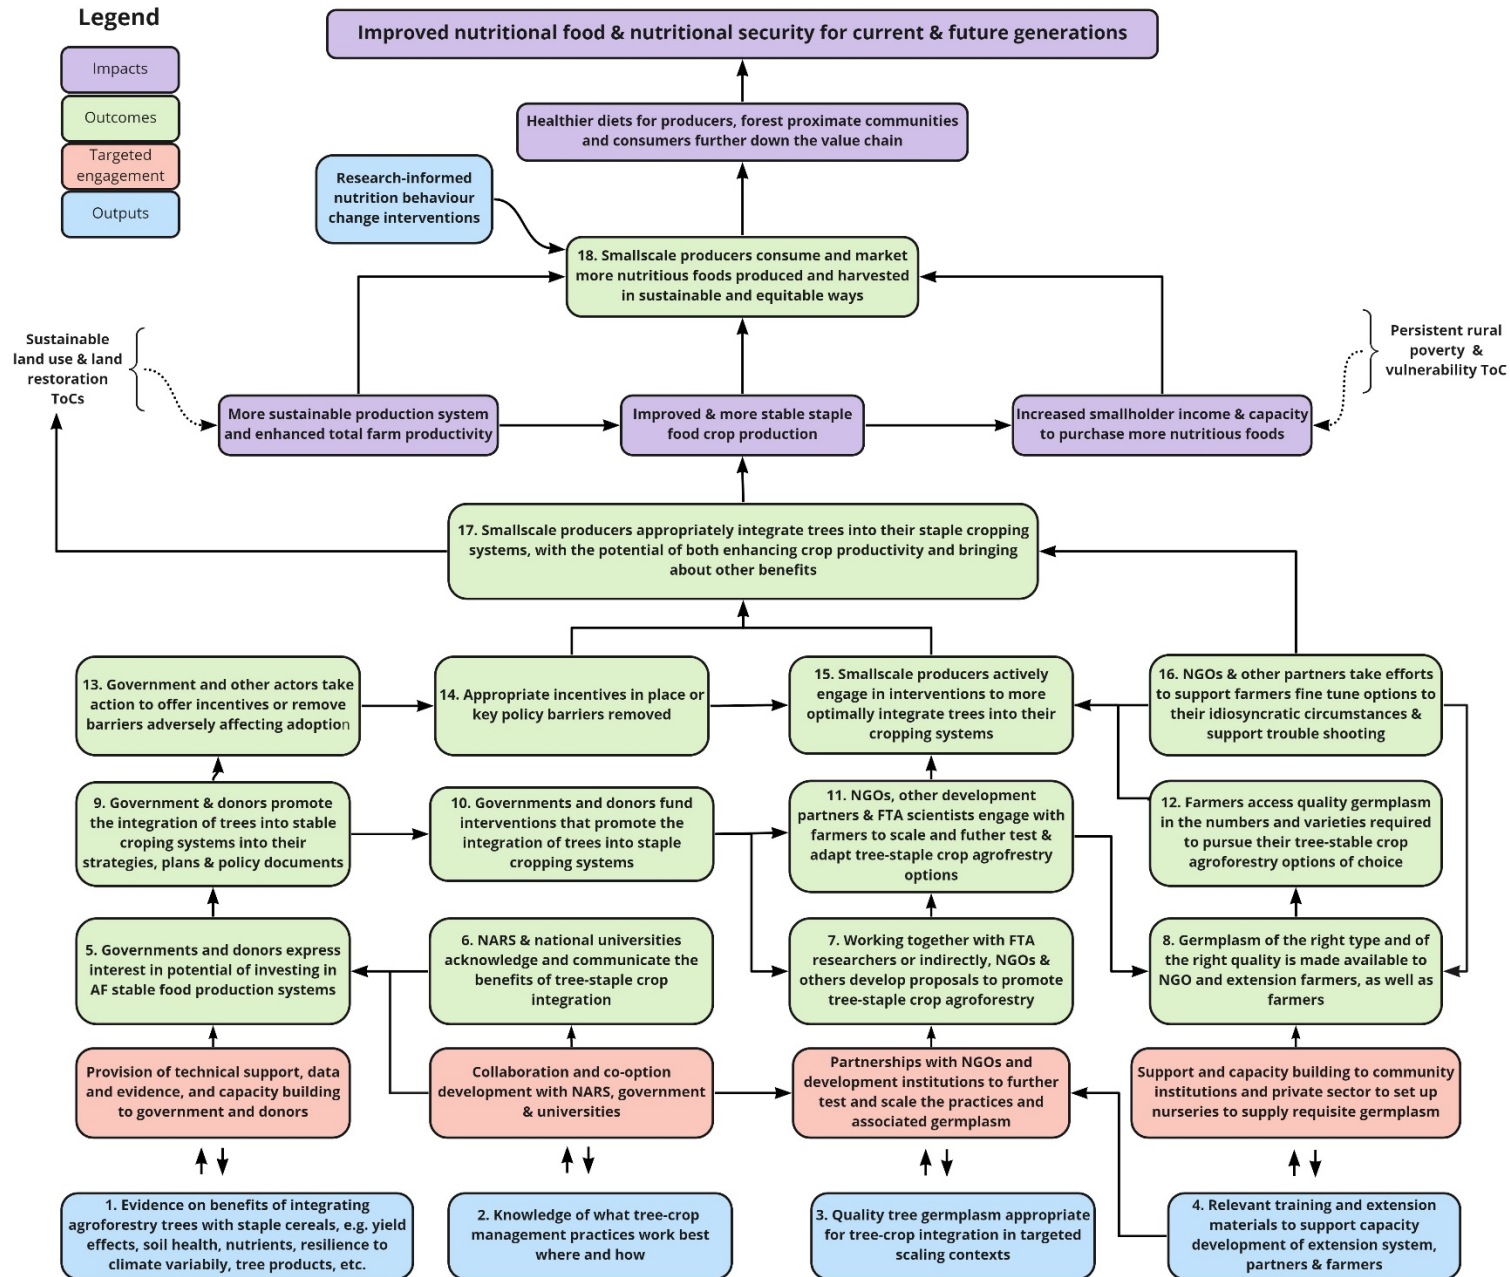 Legend
Impacts
Outcomes
Targeted
engagement
Outputs
Improved nutritional food & nutritional security for current & future generations
Healthier diets for producers, forest proximate communities
and consumers further down the value chain
Research-informed
nutrition behaviour
change interventions
18. Smallscale producers consume and market
more nutritious foods produced and harvested
in sustainable and equitable ways
Sustainable
land use & land
restoration
ToCs
Persistent rural
poverty &
vulnerability ToC
More sustainable production system
and enhanced total farm productivity
Improved & more stable staple
food crop production
Increased smallholder income & capacity
to purchase more nutritious foods
17. Smallscale producers appropriately integrate trees into their staple cropping
systems, with the potential of both enhancing crop productivity and bringing
about other benefits
13. Government and other actors take
action to offer incentives or remove
barriers adversely affecting adoption
14. Appropriate incentives in place or
key policy barriers removed
15. Smallscale producers actively
engage in interventions to more
optimally integrate trees into their
cropping systems
16. NGOs & other partners take efforts
to support farmers fine tune options to
their idiosyncratic circumstances &
support trouble shooting
9. Government & donors promote
the integration of trees into stable
croping systems into their
strategies, plans & policy documents
10. Governments and donors fund
interventions that promote the
integration of trees into staple
cropping systems
11. NGOs, other development
partners & FTA scientists engage with
farmers to scale and futher test &
adapt tree-staple crop agrofrestry
options
12. Farmers access quality germplasm
in the numbers and varieties required
to pursue their tree-stable crop
agroforestry options of choice
5. Governments and donors express
interest in potential of investing in
AF stable food production systems
6. NARS & national universities
acknowledge and communicate the
benefits of tree-staple crop
integration
7. Working together with FTA
researchers or indirectly, NGOs &
others develop proposals to promote
tree-staple crop agroforestry
8. Germplasm of the right type and of
the right quality is made available to
NGO and extension farmers, as well as
farmers
Provision of technical support, data
and evidence, and capacity building
to government and donors
Collaboration and co-option
development with NARS, government
& universities
Partnerships with NGOs and
development institutions to further
test and scale the practices and
associated germplasm
Support and capacity building to community
institutions and private sector to set up
nurseries to supply requisite germplasm
1. Evidence on benefits of integrating
agroforestry trees with staple cereals, e.g. yield
effects, soil health, nutrients, resilience to
climate variabily, tree products, etc.
2. Knowledge of what tree-crop
management practices work best
where and how
3. Quality tree germplasm appropriate
for tree-crop integration in targeted
scaling contexts
4. Relevant training and extension
materials to support capacity
development of extension system,
partners & farmers